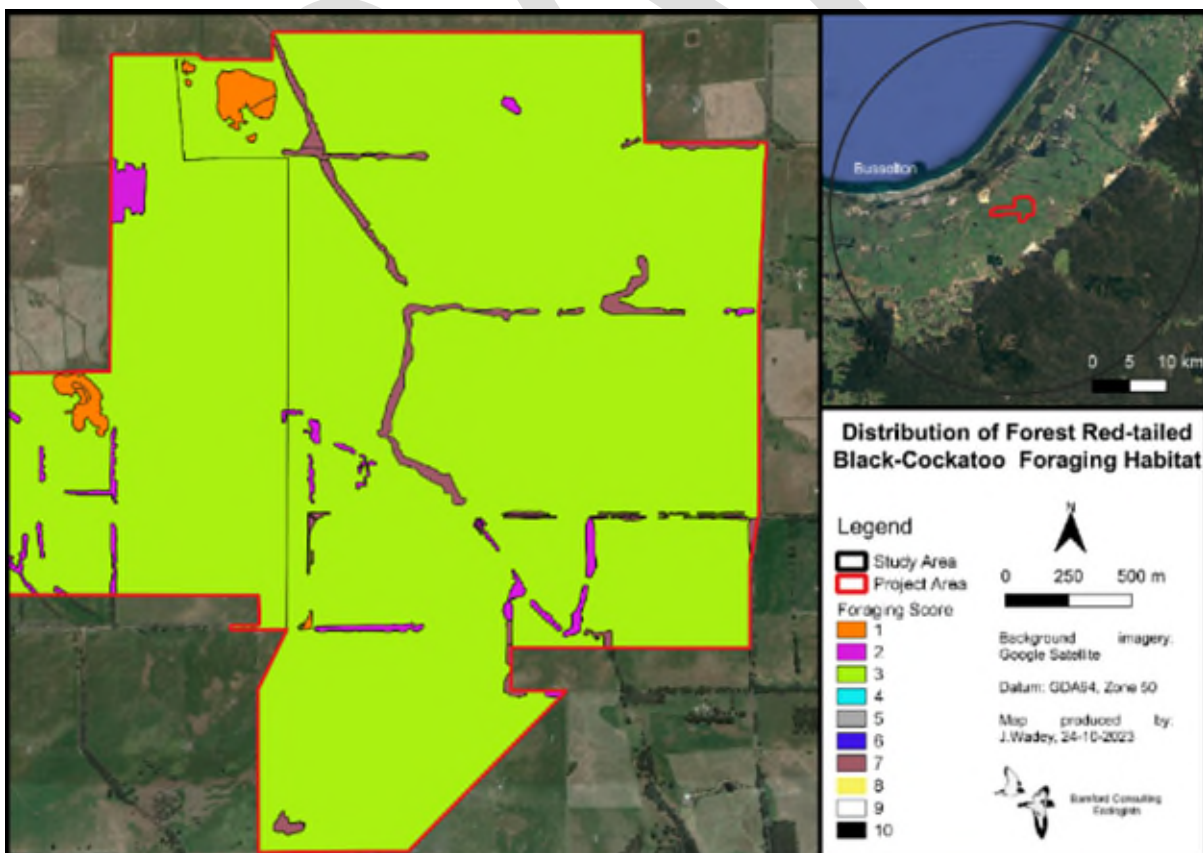 Busselton
0 5 10 km
Distribution of Forest Red-tailed
Black-Cockatoo Foraging Habitat
Legend
Study Area
Project Area
Foraging Score
1
2
3
4
5
6
7
8
9
10
N
0 250 500 m
Background imagery:
Google Satellite
Datum: GDA94, Zone 50
Map produced by:
J.Wadey, 24-10-2023
Bamford Consulting
Ecologists